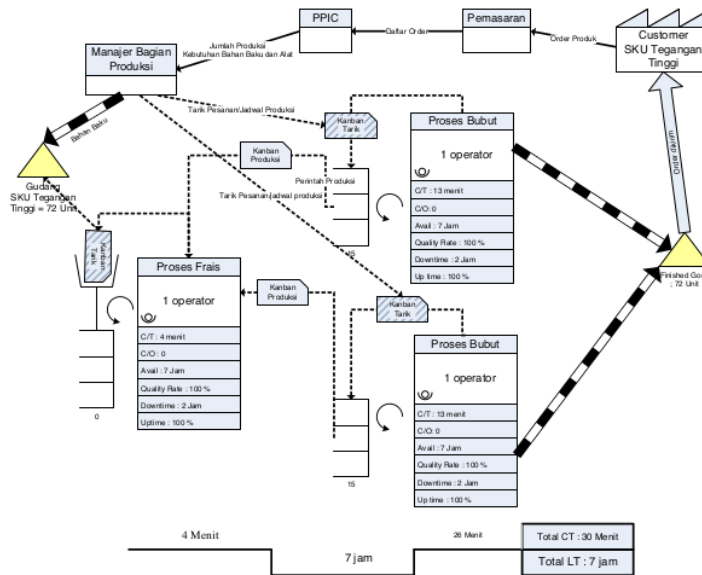 PPIC
Pemasaran
Customer
SKU Tegangan
Tinggi
Daftar Order
Order Produk
Jumlah Produksi
Kebutuhan Bahan Baku dan Alat
Manajer Bagian
Produksi
Tarik Pesanan/Jadwal Produksi
Kanban
Tarik
Proses Bubut
1 operator
C/T : 13 menit
C/O: 0
Avail : 7 Jam
Quality Rate : 100 %
Downtime : 2 Jam
Up time : 100 %
Bahan Baku
Kanban
Produksi
Perintah Produksi
Tarik Pesanan/Jadwal produksi
15
Order dikirim
Gudang
SKU Tegangan
Tinggi = 72 Unit
Kanban
Tarik
Proses Frais
1 operator
C/T : 4 menit
C/O : 0
Avail : 7 Jam
Quality Rate : 100 %
Downtime : 2 Jam
Uptime : 100 %
0
Kanban
Produksi
Kanban
Tarik
Finished Goo
: 72 Unit
Proses Bubut
1 operator
C/T : 13 menit
C/O: 0
Avail : 7 Jam
Quality Rate : 100 %
Downtime : 2 Jam
Up time : 100 %
15
4 Menit
7 jam
26 Menit
Total CT : 30 Menit
Total LT : 7 jam